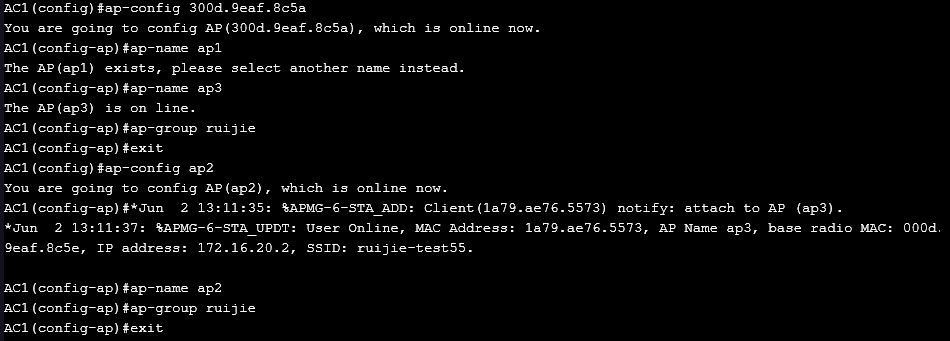 AC1(config)#ap-config 300d.9eaf.8c5a
You are going to config AP(300d.9eaf.8c5a), which is online now.
AC1(config-ap)#ap-name ap1
The AP(ap1) exists, please select another name instead.
AC1(config-ap)#ap-name ap3
The AP(ap3) is on line.
AC1(config-ap)#ap-group ruijie
AC1(config-ap)#exit
AC1(config)#ap-config ap2
You are going to config AP(ap2), which is online now.
AC1(config-ap)#*Jun  2 13:11:35: %APMG-6-STA_ADD: Client(1a79.ae76.5573) notify: attach to AP (ap3).
*Jun  2 13:11:37: %APMG-6-STA_UPDT: User Online, MAC Address: 1a79.ae76.5573, AP Name ap3, base radio MAC: 000d.
9eaf.8c5e, IP address: 172.16.20.2, SSID: ruijie-test55.
AC1(config-ap)#ap-name ap2
AC1(config-ap)#ap-group ruijie
AC1(config-ap)#exit